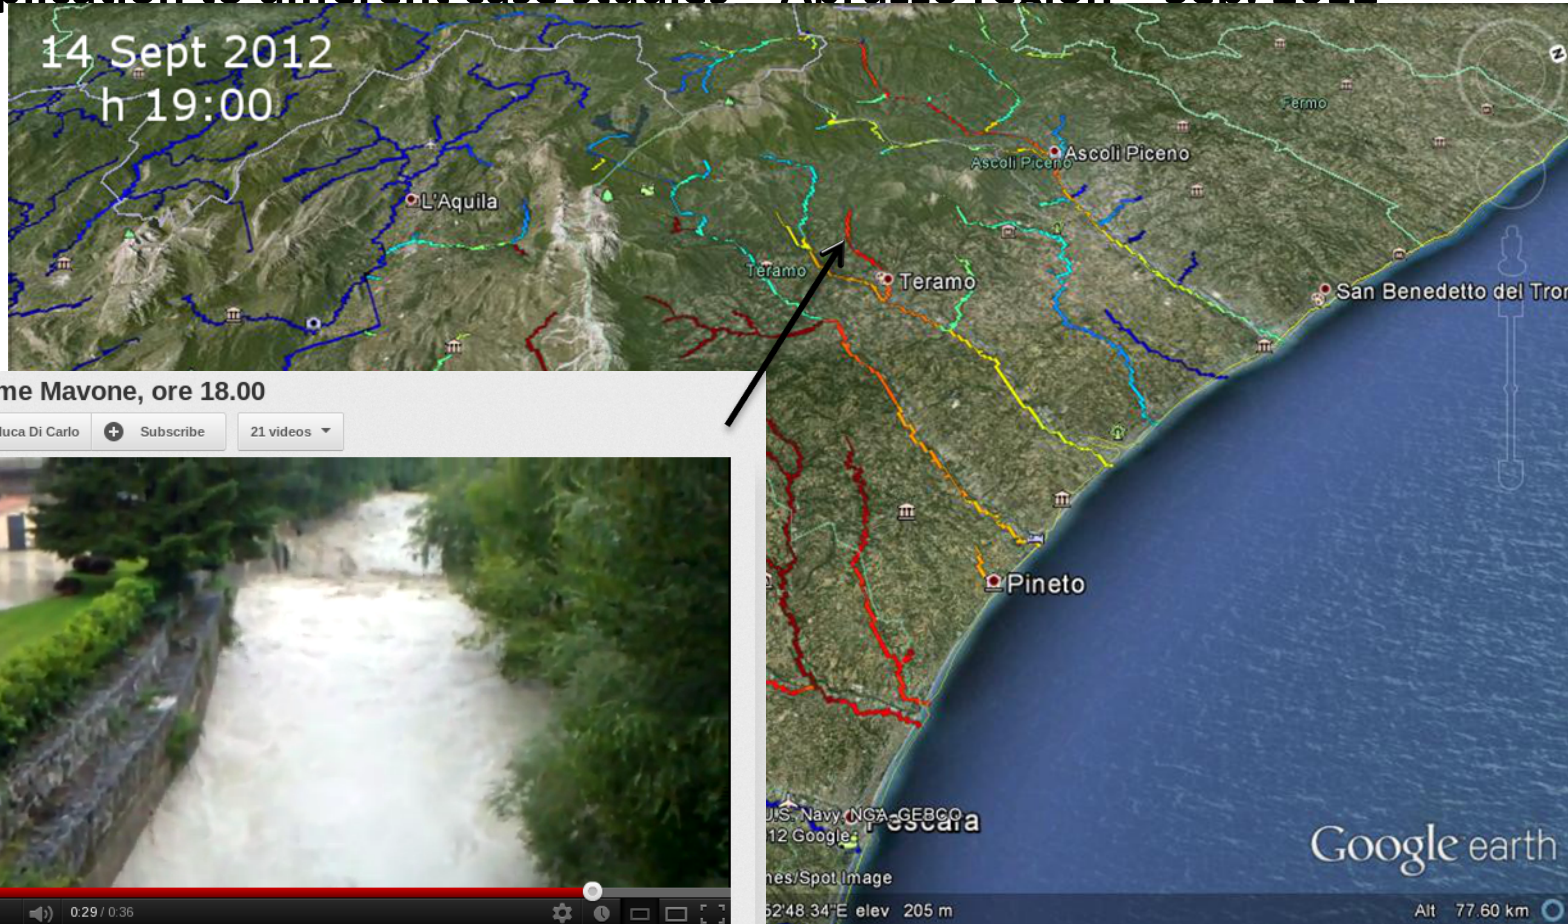 14 Sept 2012
h 19:00
Fermo
Ascoli Piceno
Ascoli Piceno
L'Aquila
Teramo
Teramo
San Benedetto del Tron
me Mavone, ore 18.00
luca Di Carlo
Subscribe
21 videos
Pineto
U.S. Navy, NGA, GEBCO
Pescara
12 Google
Google earth
nes/Spot Image
0:29 / 0:36
52'48.34"E elev 205 m
Alt 77.60 km